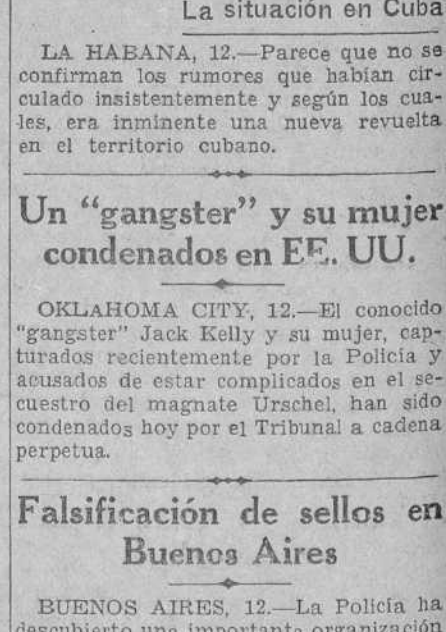 La situación en Cuba
LA HABANA, 12.—Parece que no se
confirman los rumores que habían cir-
culado insistentemente y según los cua-
les, era inminente una nueva revuelta
en el territorio cubano.
Un "gangster" y su mujer
condenados en EE. UU.
OKLAHOMA CITY, 12.—El conocido
"gangster" Jack Kelly y su mujer, cap-
turados recientemente por la Policía y
acusados de estar complicados en el se-
cuestro del magnate Urschel, han sido
condenados hoy por el Tribunal a cadena
perpetua.
Falsificación de sellos en
Buenos Aires
BUENOS AIRES, 12.—La Policía ha
descubierto una importante organización